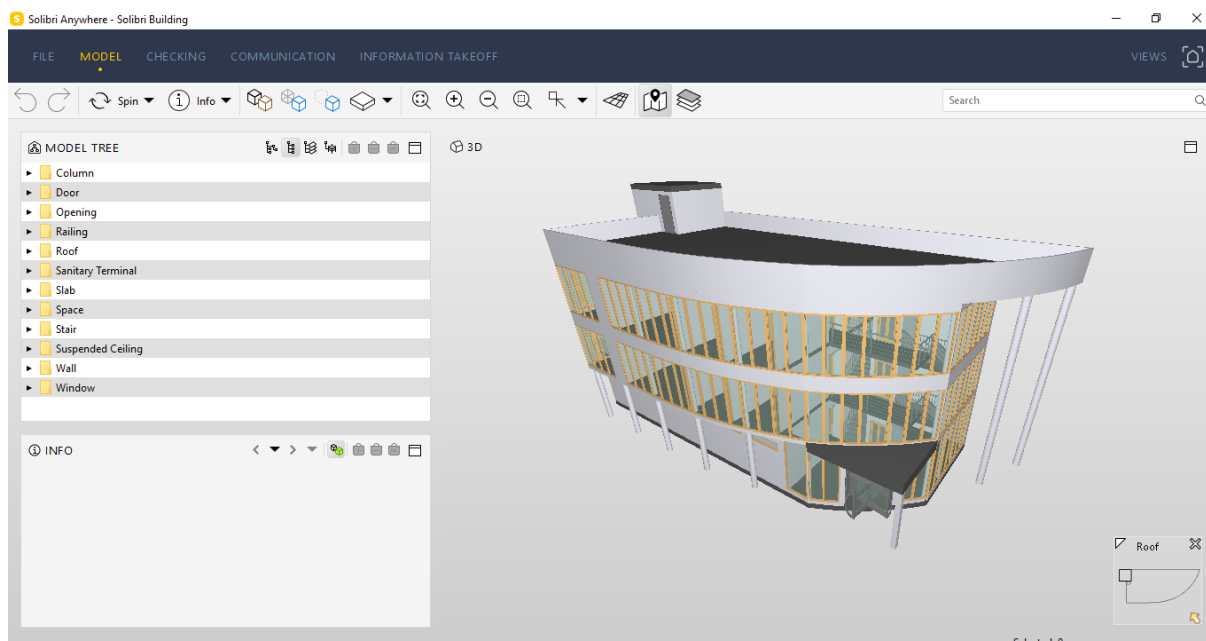 S Solibri Anywhere - Solibri Building
FILE MODEL CHECKING COMMUNICATION INFORMATION TAKEOFF VIEWS
Spin Info Search
MODEL TREE
3D
Column
Door
Opening
Railing
Roof
Sanitary Terminal
Slab
Space
Stair
Suspended Ceiling
Wall
Window
INFO
Roof